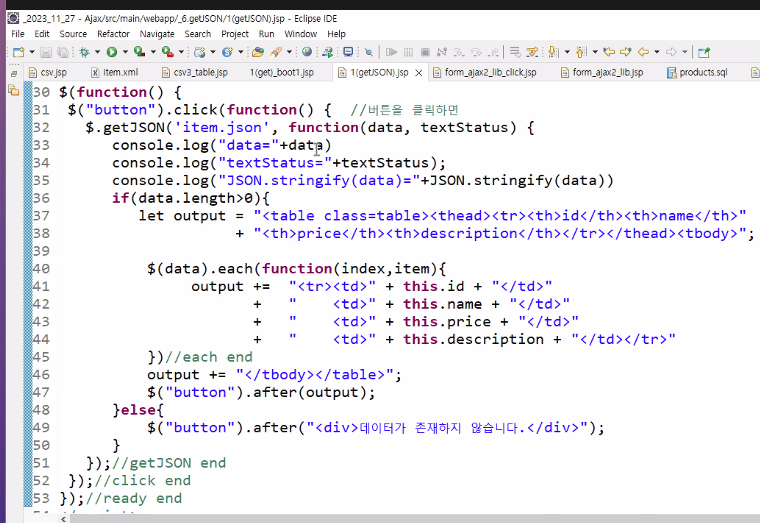 _2023_11_27 - Ajax/src/main/webapp/_6.getJSON/1(getJSON).jsp - Eclipse IDE
File Edit Source Refactor Navigate Search Project Run Window Help
csv.jsp item.xml csv3_table.jsp 1(get)_boot1.jsp 1(getJSON).jsp form_ajax2_lib_click.jsp form_ajax2_lib.jsp products.sql
30 $(function() {
31 $("button").click(function() { //버튼을 클릭하면
32 $.getJSON('item.json', function(data, textStatus) {
33 console.log("data="+data)
34 console.log("textStatus="+textStatus);
35 console.log("JSON.stringify(data)="+JSON.stringify(data))
36 if(data.length>0){
37 let output = "<table class=table><thead><tr><th>id</th><th>name</th>"
38 + "<th>price</th><th>description</th></tr></thead><tbody>";
39
40 $(data).each(function(index,item){
41 output += "<tr><td>" + this.id + "</td>"
42 + " <td>" + this.name + "</td>"
43 + " <td>" + this.price + "</td>"
44 + " <td>" + this.description + "</td></tr>"
45 })//each end
46 output += "</tbody></table>";
47 $("button").after(output);
48 }else{
49 $("button").after("<div>데이터가 존재하지 않습니다.</div>");
50 }
51 });//getJSON end
52 });//click end
53 });//ready end